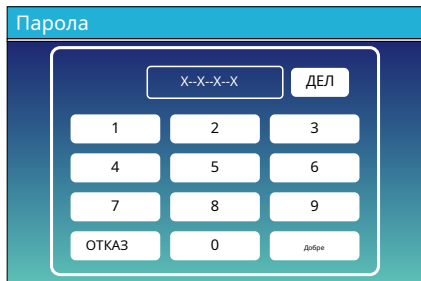 Парола
X--X--X--X ДЕЛ
1 2 3
4 5 6
7 8 9
ОТКАЗ 0 Добре